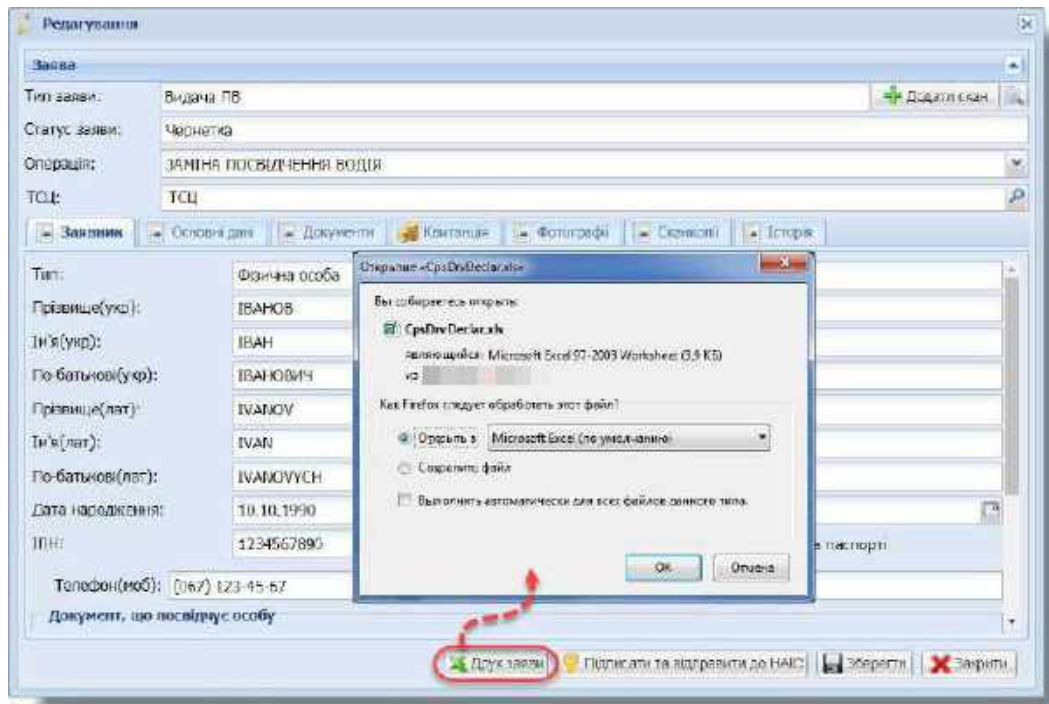 Редагування
Заява
Тип заяви: Видача ПВ Додати скан
Статус заяви: Чернетка
Операція: ЗАМІНА ПОСВІДЧЕННЯ ВОДІЯ
ТСЦ: ТСЦ
Заявник Основні дані Документи Квитанція Фотографії Сканкопії Історія
Тип: Фізична особа
Прізвище(укр): ІВАНОВ
Ім'я(укр): ІВАН
По-батькові(укр): ІВАНОВИЧ
Прізвище(лат): IVANOV
Ім'я(лат): IVAN
По-батькові(лат): IVANOVYCH
Дата народження: 10.10.1990
ІПН: 1234567890
в паспорті
Телефон(моб): (067) 123-45-67
Документ, що посвідчує особу
Открытие «CpsDrvDeclar.xls»
Вы собираетесь открыть:
CpsDrvDeclar.xls
являющийся: Microsoft Excel 97-2003 Worksheet (3,9 КБ)
из
Как Firefox следует обработать этот файл?
Открыть в Microsoft Excel (по умолчанию)
Сохранить файл
Выполнять автоматически для всех файлов данного типа.
ОК Отмена
Друк заяви Підписати та відправити до НАІС Зберегти Закрити